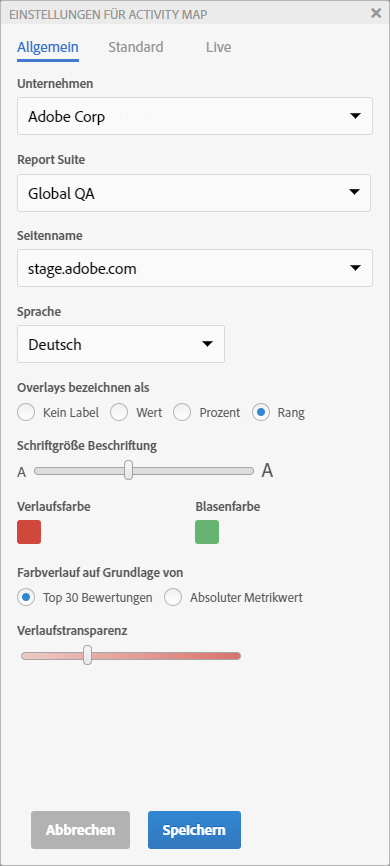 EINSTELLUNGEN FÜR ACTIVITY MAP
Allgemein Standard Live
Unternehmen
Adobe Corp
Report Suite
Global QA
Seitenname
stage.adobe.com
Sprache
Deutsch
Overlays bezeichnen als
Kein Label Wert Prozent Rang
Schriftgröße Beschriftung
A A
Verlaufsfarbe Blasenfarbe
Farbverlauf auf Grundlage von
Top 30 Bewertungen Absoluter Metrikwert
Verlaufstransparenz
Abbrechen Speichern